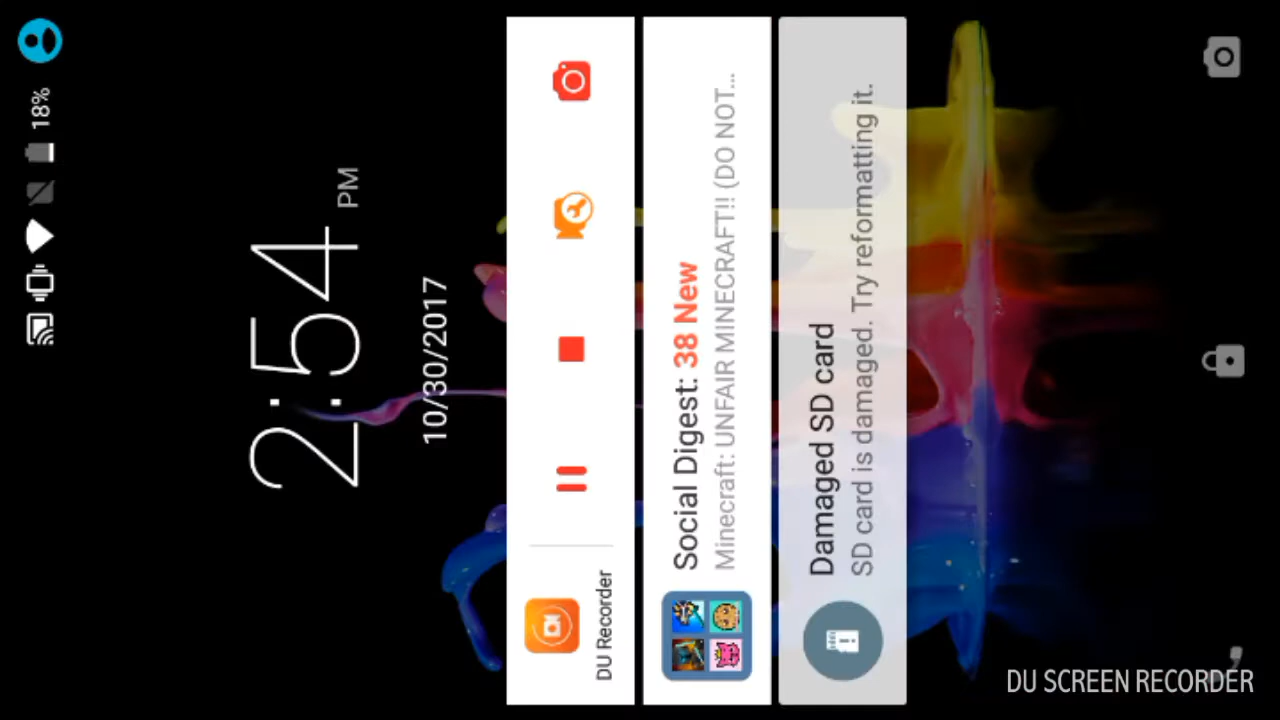 18%
2:54 PM
10/30/2017
DU Recorder
Social Digest: 38 New
Minecraft: UNFAIR MINECRAFT!! (DO NOT...
Damaged SD card
SD card is damaged. Try reformatting it.
DU SCREEN RECORDER